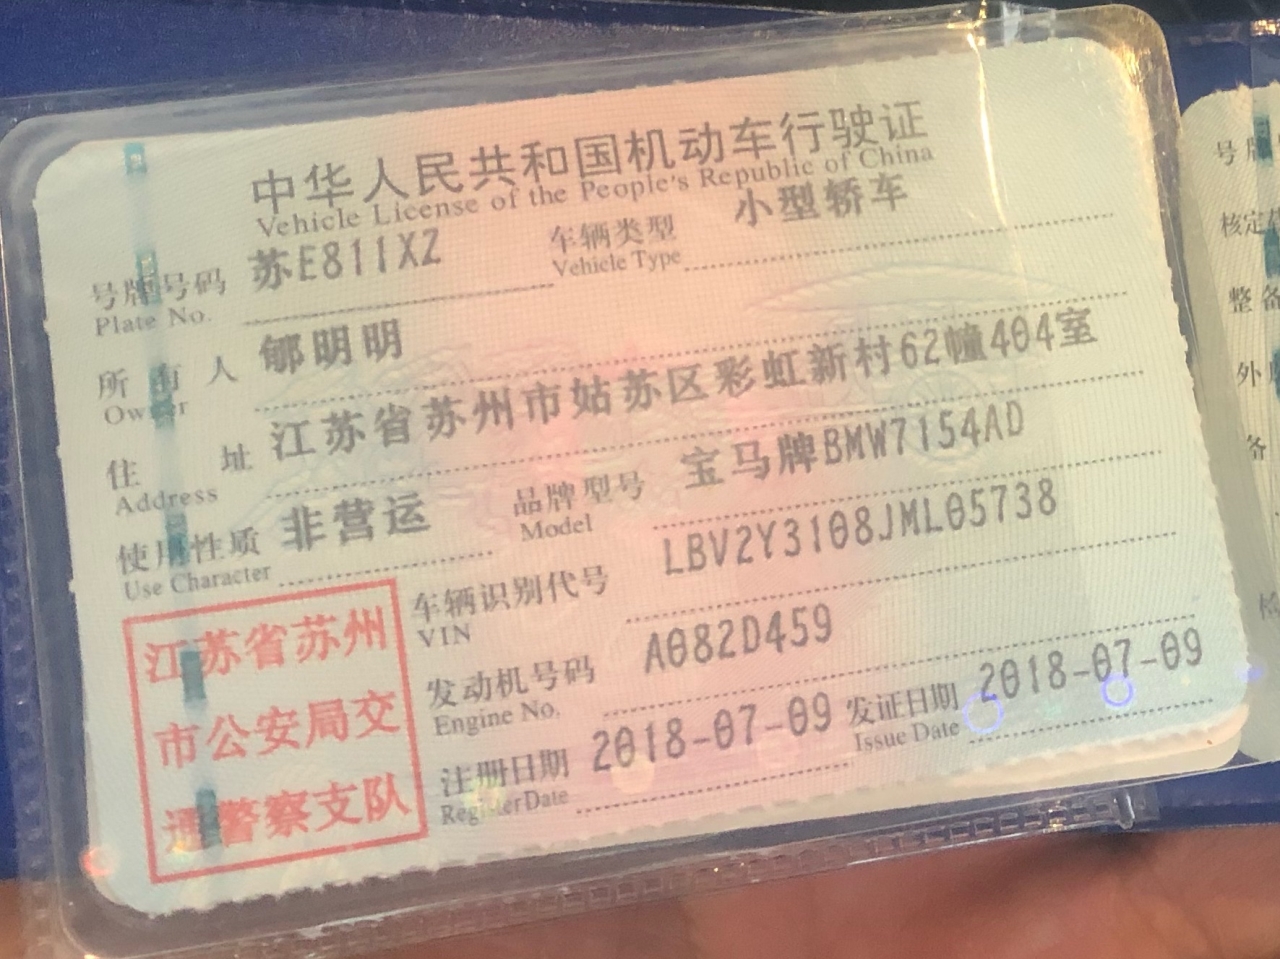 中华人民共和国机动车行驶证
Vehicle License of the People's Republic of China
号牌号码 苏E811XZ 车辆类型 小型轿车
Plate No. Vehicle Type
所有人 郇明明
Owner
住址 江苏省苏州市姑苏区彩虹新村62幢404室
Address
使用性质 非营运 品牌型号 宝马牌BMW7154AD
Use Character Model
车辆识别代号 LBV2Y3108JML05738
VIN
发动机号码 A082D459
Engine No.
注册日期 2018-07-09 发证日期 2018-07-09
Register Date Issue Date
江苏省苏州
市公安局交
通警察支队
号牌
核定
整备
外
备
检